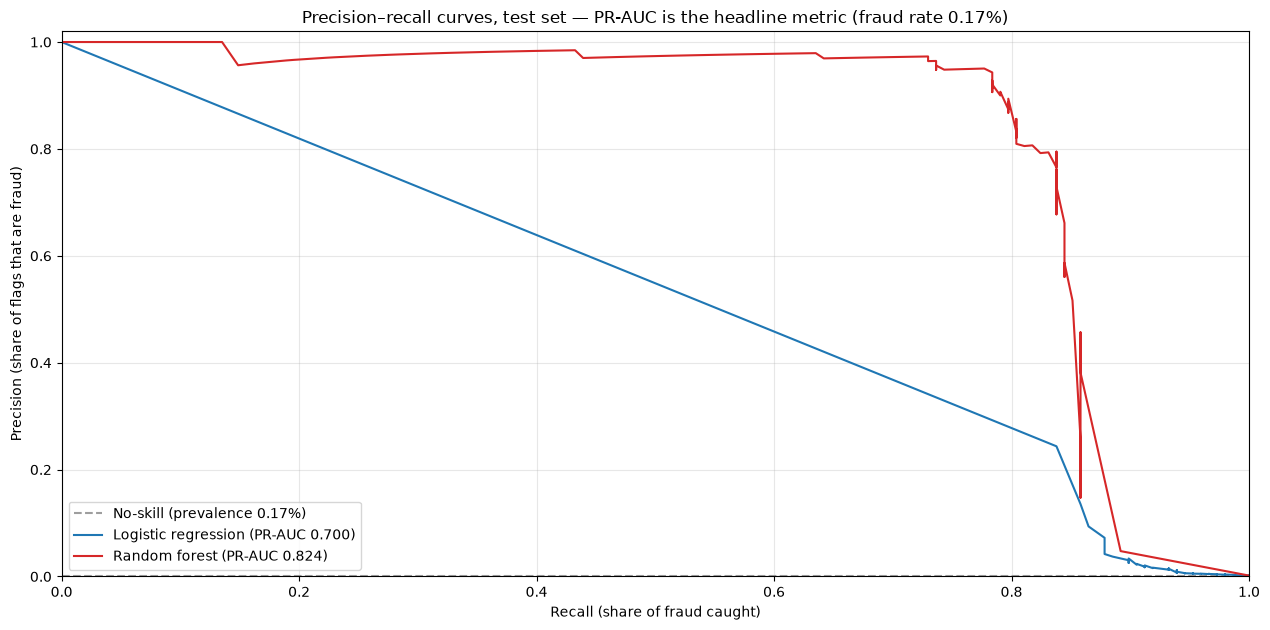 Precision–recall curves, test set — PR-AUC is the headline metric (fraud rate 0.17%)
Precision (share of flags that are fraud)
1.0
0.8
0.6
0.4
0.2
0.0
No-skill (prevalence 0.17%)
Logistic regression (PR-AUC 0.700)
Random forest (PR-AUC 0.824)
0.0 0.2 0.4 0.6 0.8 1.0
Recall (share of fraud caught)